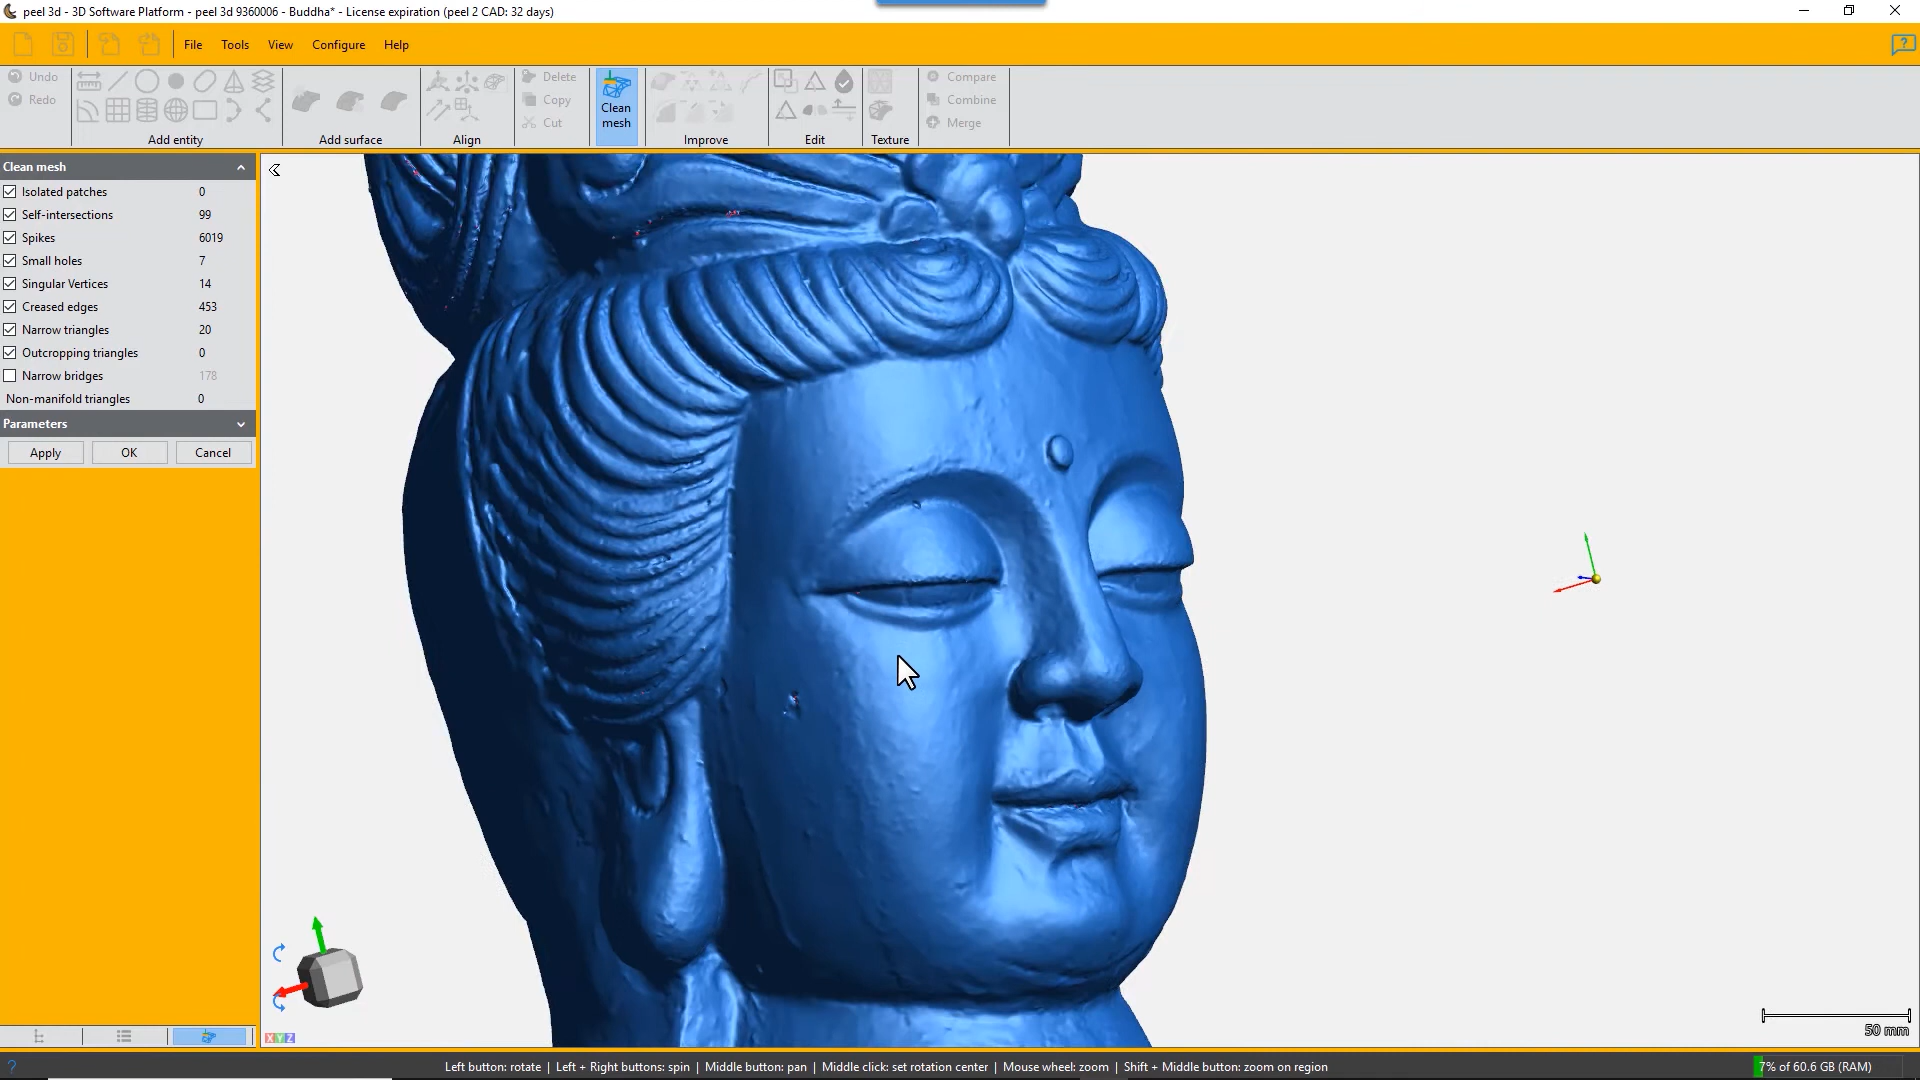 peel 3d - 3D Software Platform - peel 3d 9360006 - Buddha* - License expiration (peel 2 CAD: 32 days)
File Tools View Configure Help
Undo
Redo
Add entity
Add surface
Align
Delete
Copy
Cut
Clean
mesh
Improve
Edit
Texture
Compare
Combine
Merge
Clean mesh
Isolated patches 0
Self-intersections 99
Spikes 6019
Small holes 7
Singular Vertices 14
Creased edges 453
Narrow triangles 20
Outcropping triangles 0
Narrow bridges 178
Non-manifold triangles 0
Parameters
Apply OK Cancel
XYZ
50 mm
? Left button: rotate | Left + Right buttons: spin | Middle button: pan | Middle click: set rotation center | Mouse wheel: zoom | Shift + Middle button: zoom on region 7% of 60.6 GB (RAM)